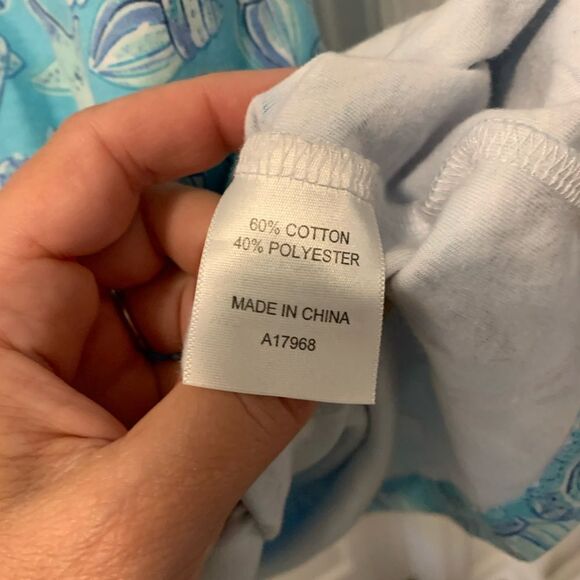 60% COTTON
40% POLYESTER
MADE IN CHINA
A17968